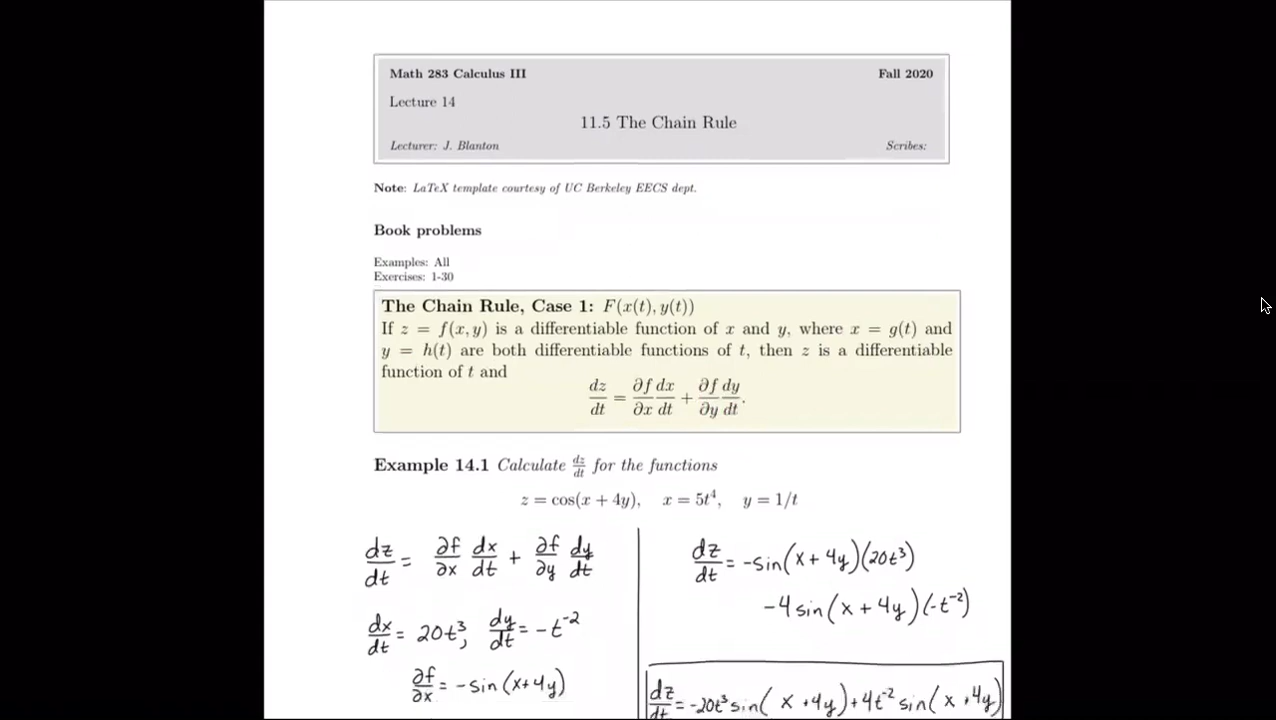 Math 283 Calculus III Fall 2020
Lecture 14
11.5 The Chain Rule
Lecturer: J. Blanton Scribes:
Note: LaTeX template courtesy of UC Berkeley EECS dept.
Book problems
Examples: All
Exercises: 1-30
The Chain Rule, Case 1: F(x(t), y(t))
If z = f(x, y) is a differentiable function of x and y, where x = g(t) and
y = h(t) are both differentiable functions of t, then z is a differentiable
function of t and
dz/dt = ∂f/∂x dx/dt + ∂f/∂y dy/dt.
Example 14.1 Calculate dz/dt for the functions
z = cos(x + 4y), x = 5t⁴, y = 1/t
dz/dt = ∂f/∂x dx/dt + ∂f/∂y dy/dt
dx/dt = 20t³, dy/dt = -t⁻²
∂f/∂x = -sin(x+4y)
dz/dt = -sin(x + 4y)(20t³)
-4 sin(x + 4y)(-t⁻²)
dz/dt = -20t³ sin(x + 4y) + 4t⁻² sin(x + 4y)